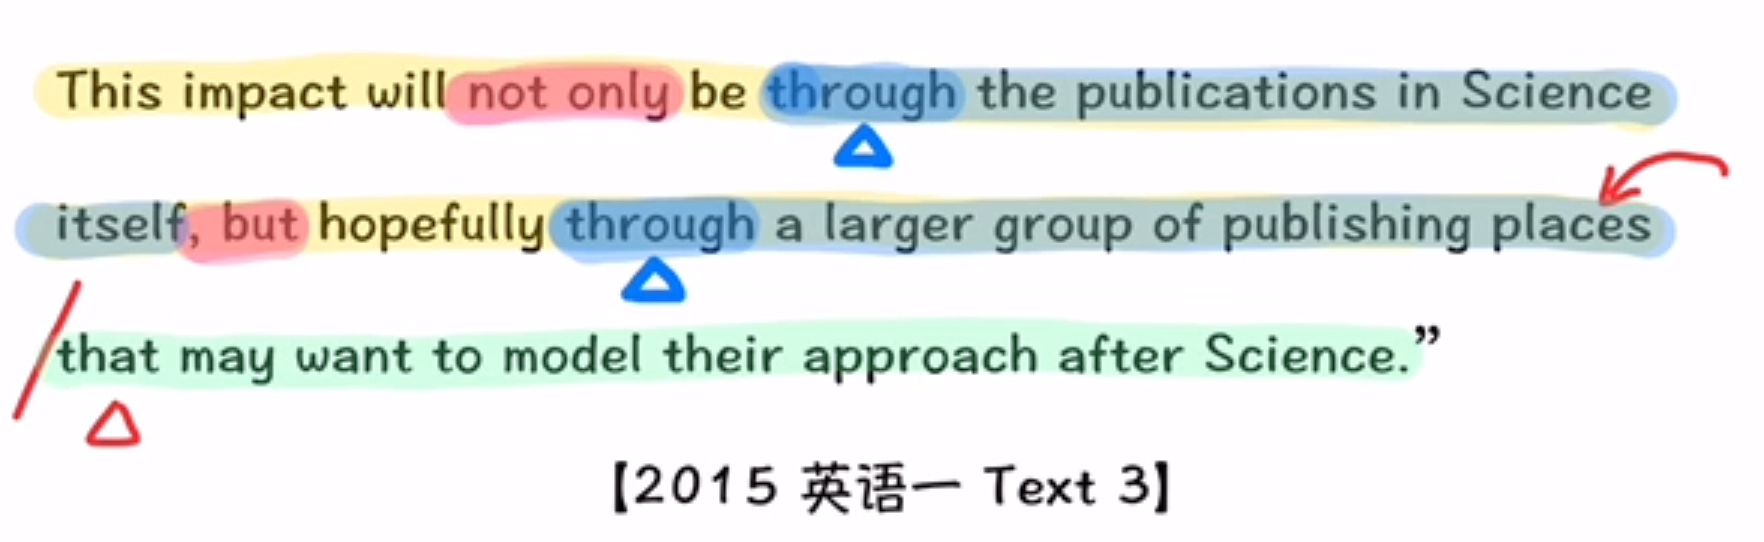 This impact will not only be through the publications in Science
itself, but hopefully through a larger group of publishing places
that may want to model their approach after Science.”
【2015 英语一 Text 3】